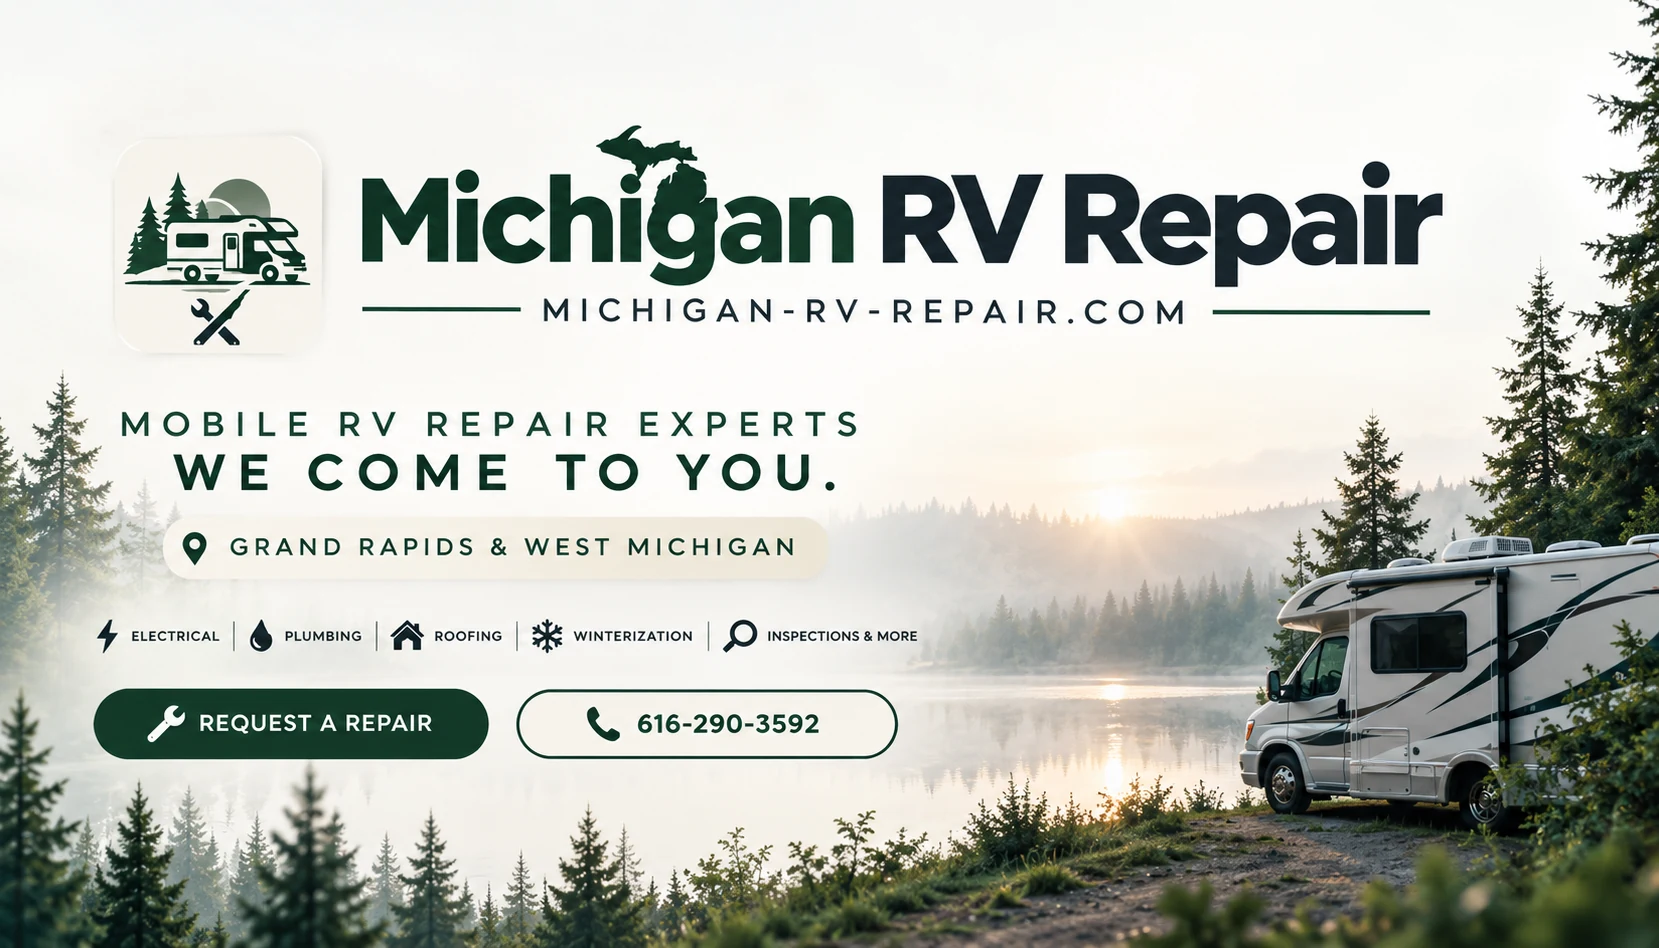 Michigan RV Repair
MICHIGAN-RV-REPAIR.COM
MOBILE RV REPAIR EXPERTS
WE COME TO YOU.
GRAND RAPIDS & WEST MICHIGAN
ELECTRICAL
PLUMBING
ROOFING
WINTERIZATION
INSPECTIONS & MORE
REQUEST A REPAIR
616-290-3592